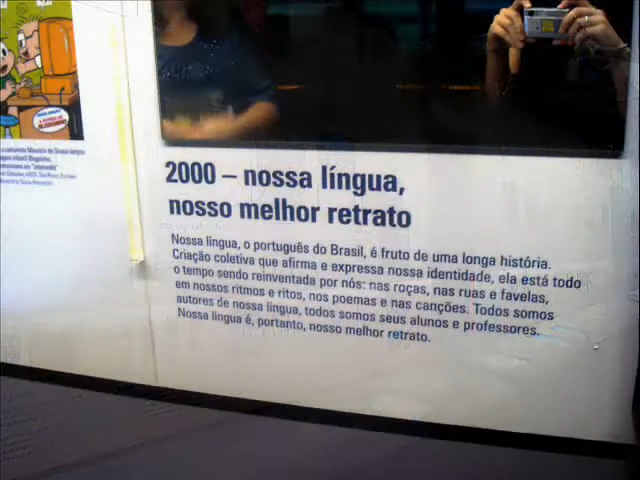 2000 – nossa língua,
nosso melhor retrato
Nossa língua, o português do Brasil, é fruto de uma longa história.
Criação coletiva que afirma e expressa nossa identidade, ela está todo
o tempo sendo reinventada por nós: nas roças, nas ruas e favelas,
em nossos ritmos e ritos, nos poemas e nas canções. Todos somos
autores de nossa língua, todos somos seus alunos e professores.
Nossa língua é, portanto, nosso melhor retrato.